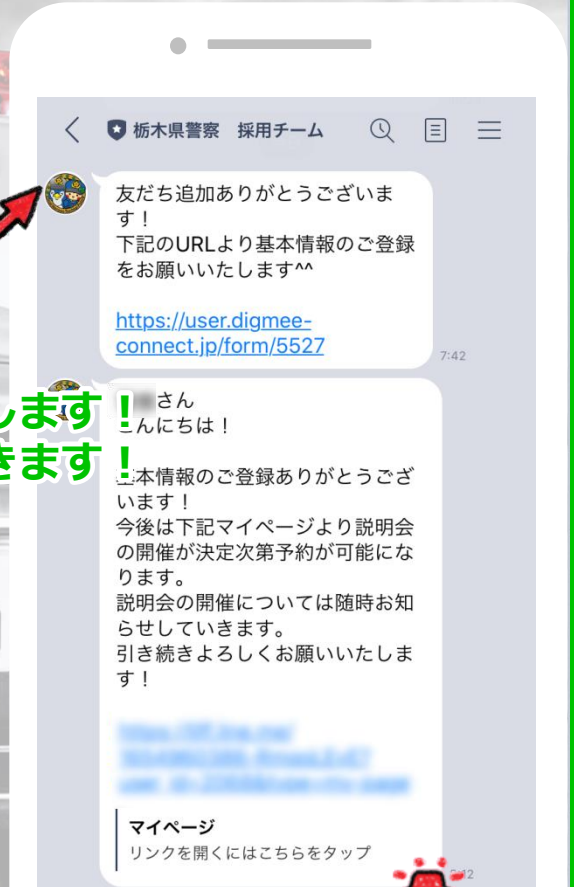 栃木県警察 採用チーム
友だち追加ありがとうございま
す！
下記のURLより基本情報のご登録
をお願いいたします^^
https://user.digmee-
connect.jp/form/5527
7:42
さん
します！
こんにちは！
きます！
基本情報のご登録ありがとうござ
います！
今後は下記マイページより説明会
の開催が決定次第予約が可能にな
ります。
説明会の開催については随時お知
らせしていきます。
引き続きよろしくお願いいたしま
す！
マイページ
リンクを開くにはこちらをタップ